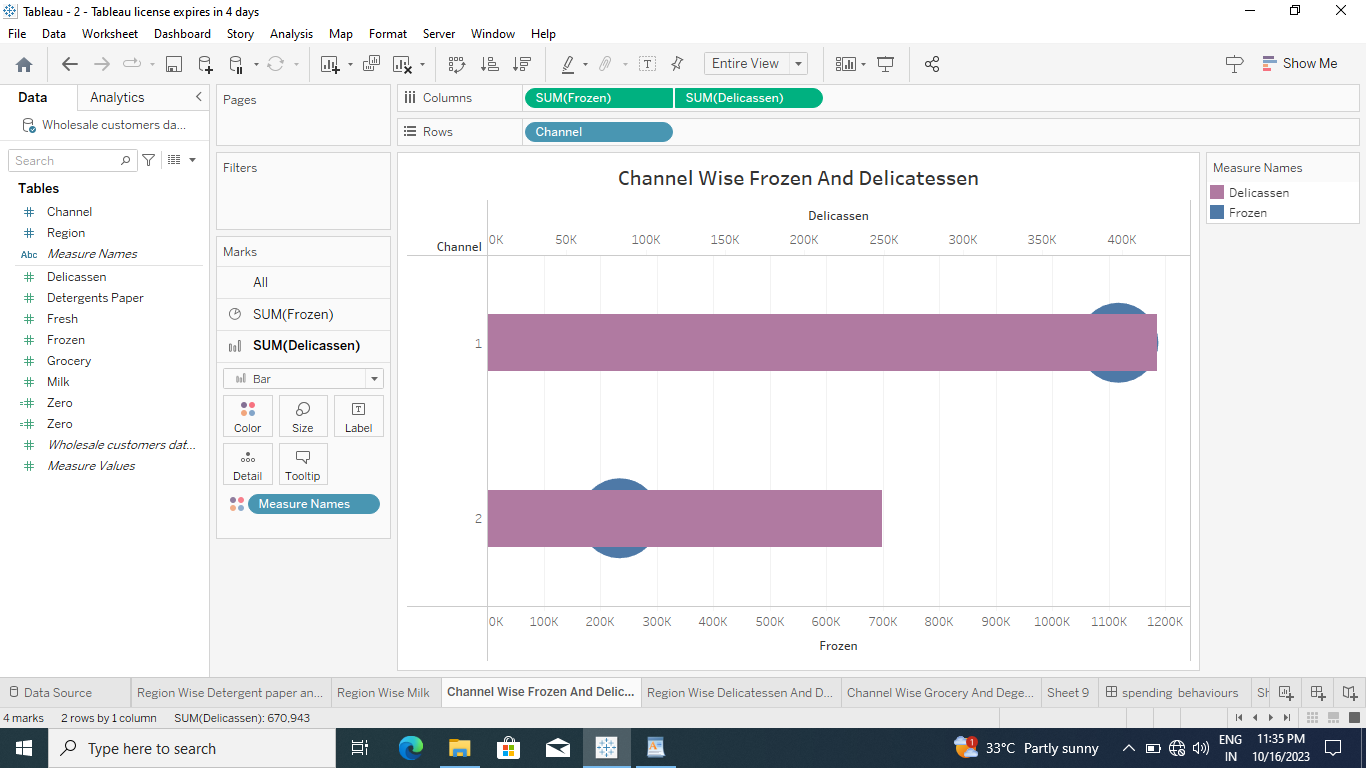 Tableau - 2 - Tableau license expires in 4 days
File Data Worksheet Dashboard Story Analysis Map Format Server Window Help
Entire View
Show Me
Data Analytics
Wholesale customers da...
Search
Tables
Channel
Region
Abc Measure Names
Delicassen
Detergents Paper
Fresh
Frozen
Grocery
Milk
Zero
Zero
Wholesale customers dat...
Measure Values
Pages
Filters
Marks
All
SUM(Frozen)
SUM(Delicassen)
Bar
Color Size Label
Detail Tooltip
Measure Names
Columns SUM(Frozen) SUM(Delicassen)
Rows Channel
Channel Wise Frozen And Delicatessen
Delicassen
Channel 0K 50K 100K 150K 200K 250K 300K 350K 400K
1
2
0K 100K 200K 300K 400K 500K 600K 700K 800K 900K 1000K 1100K 1200K
Frozen
Measure Names
Delicassen
Frozen
Data Source Region Wise Detergent paper an... Region Wise Milk Channel Wise Frozen And Delic... Region Wise Delicatessen And D... Channel Wise Grocery And Dege... Sheet 9 spending behaviours Sh
4 marks 2 rows by 1 column SUM(Delicassen): 670,943
Type here to search
1 33°C Partly sunny
ENG
IN
11:35 PM
10/16/2023